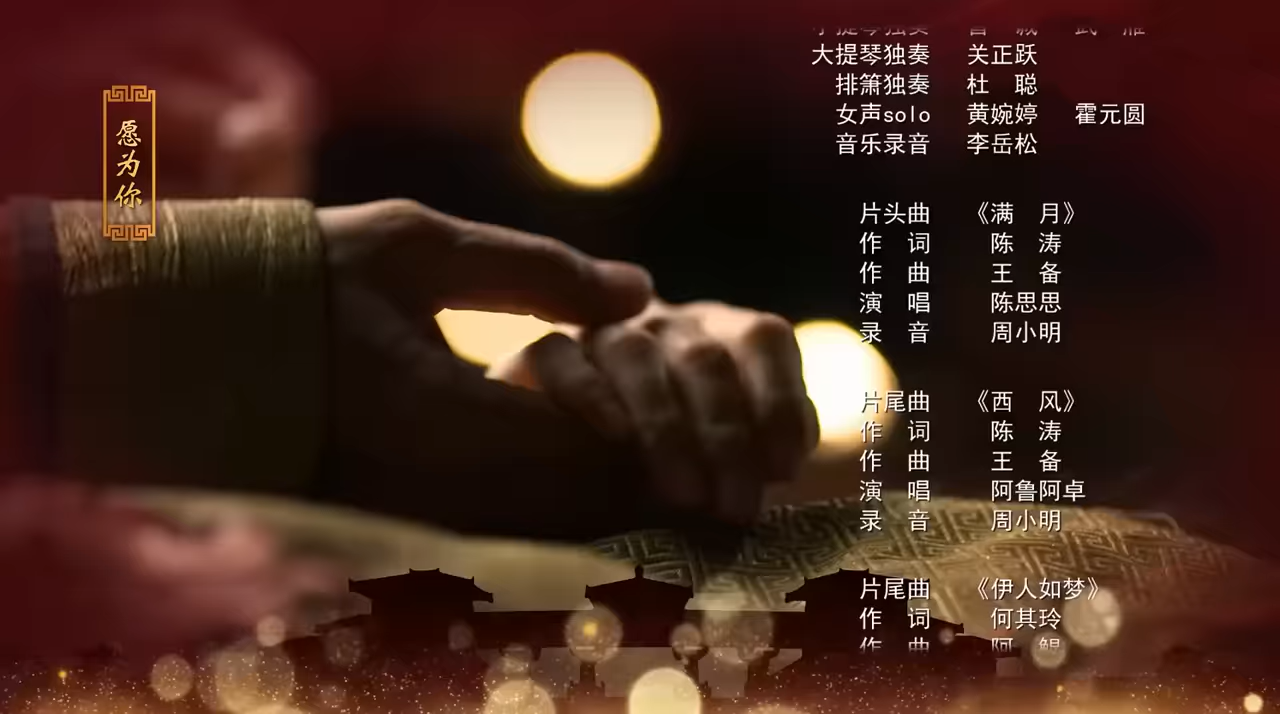 愿为你
大提琴独奏 关正跃
排箫独奏 杜 聪
女声solo 黄婉婷 霍元圆
音乐录音 李岳松
片头曲 《满 月》
作 词 陈 涛
作 曲 王 备
演 唱 陈思思
录 音 周小明
片尾曲 《西 风》
作 词 陈 涛
作 曲 王 备
演 唱 阿鲁阿卓
录 音 周小明
片尾曲 《伊人如梦》
作 词 何其玲
作 曲 阿 鲲